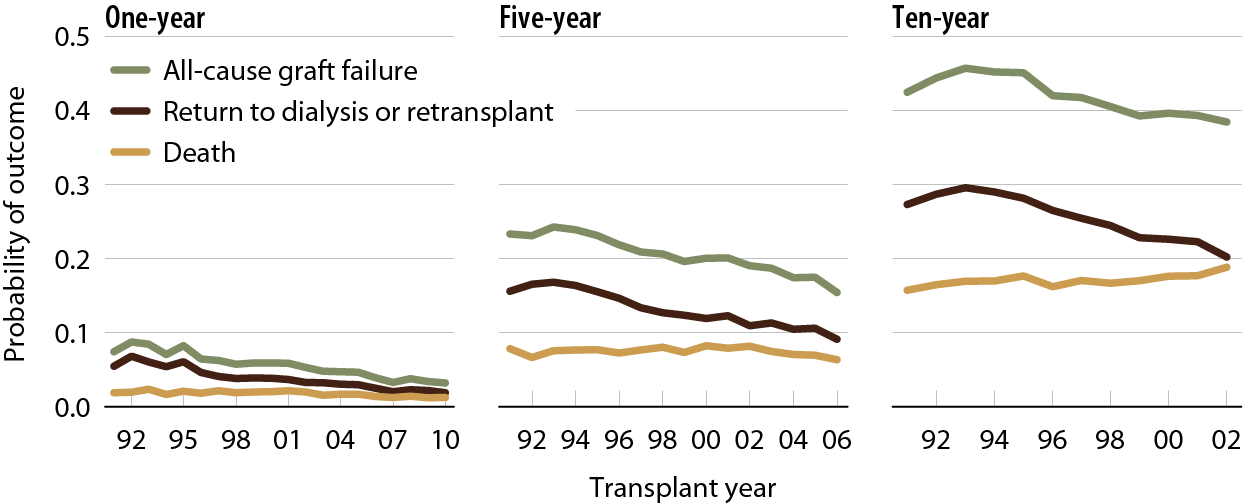 One-year
Five-year
Ten-year
0.5
0.4
0.3
0.2
0.1
0.0
Probability of outcome
All-cause graft failure
Return to dialysis or retransplant
Death
92 95 98 01 04 07 10
92 94 96 98 00 02 04 06
92 94 96 98 00 02
Transplant year